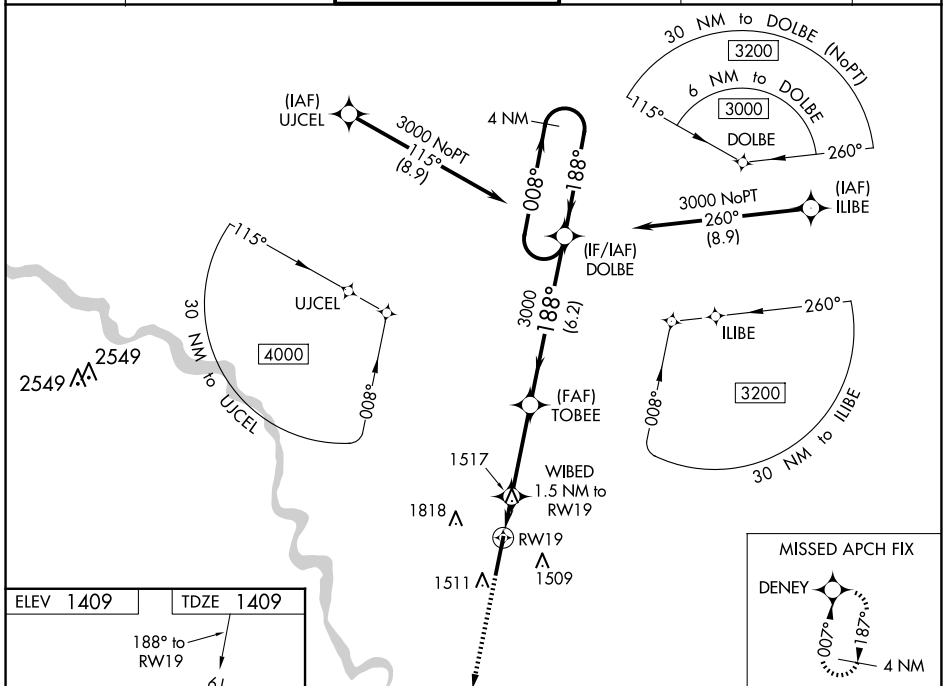 30 NM to DOLBE (NoPT)
3200
6 NM to DOLBE
3000
115°
260°
DOLBE
(IAF)
UJCEL
3000 NoPT
115°
(8.9)
4 NM
008°
188°
(IF/IAF)
DOLBE
3000 NoPT
260°
(8.9)
(IAF)
ILIBE
115°
UJCEL
4000
008°
30 NM to UJCEL
3000
188°
(6.2)
260°
ILIBE
3200
008°
30 NM to ILIBE
2549
2549
(FAF)
TOBEE
1517
WIBED
1.5 NM to
RW19
1818
RW19
1511
1509
MISSED APCH FIX
DENEY
007°
187°
4 NM
ELEV 1409
TDZE 1409
188° to
RW19